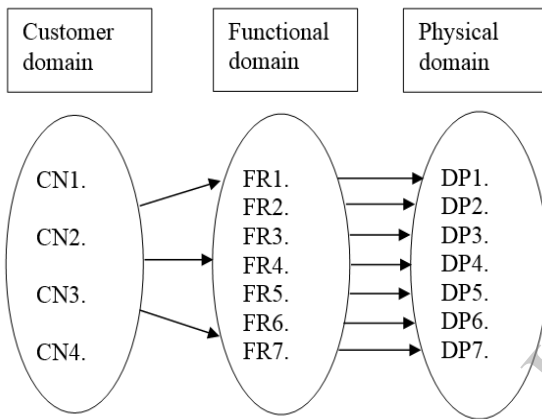 Customer
domain
Functional
domain
Physical
domain
CN1.
CN2.
CN3.
CN4.
FR1.
FR2.
FR3.
FR4.
FR5.
FR6.
FR7.
DP1.
DP2.
DP3.
DP4.
DP5.
DP6.
DP7.